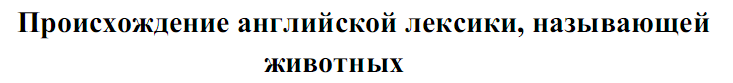 Происхождение английской лексики, называющей
животных